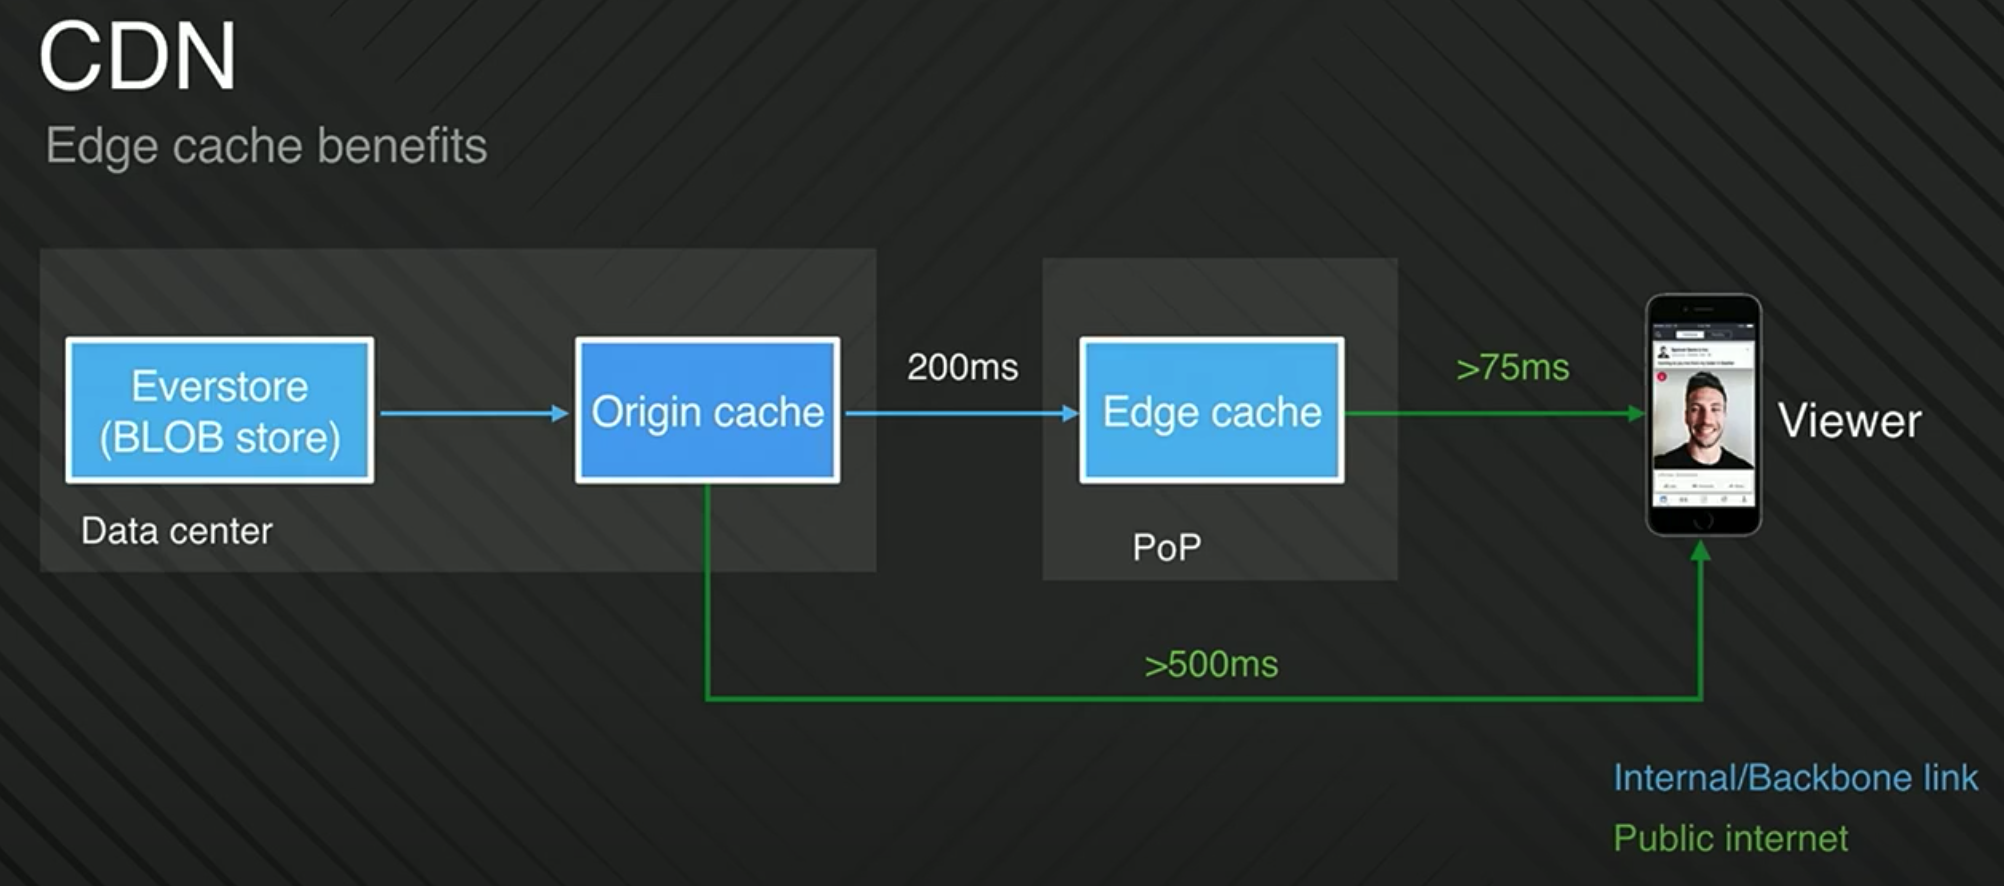 CDN
Edge cache benefits
Everstore
(BLOB store)
Origin cache
200ms
Edge cache
>75ms
Viewer
Data center
PoP
>500ms
Internal/Backbone link
Public internet